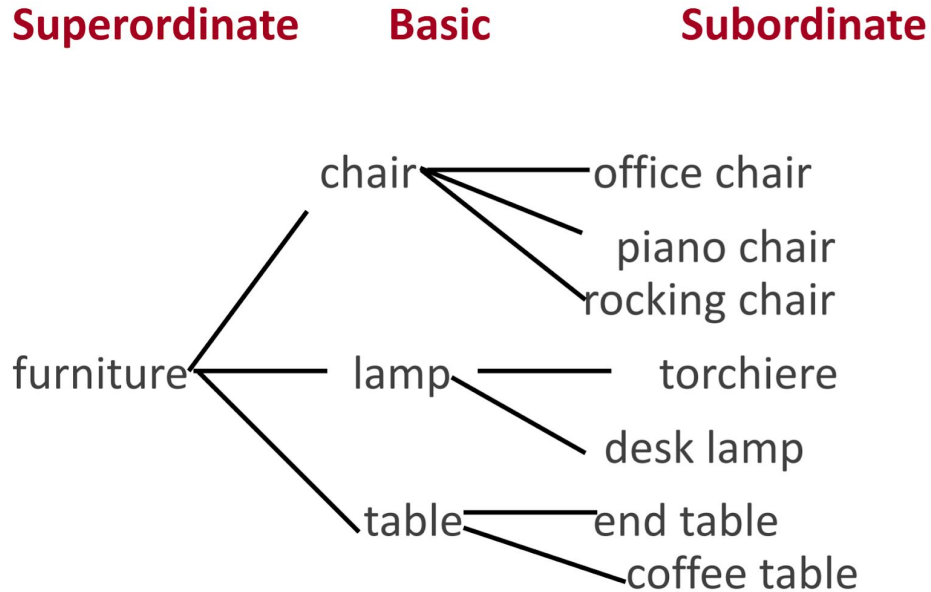 Superordinate Basic Subordinate
chair office chair
piano chair
rocking chair
furniture lamp torchiere
desk lamp
table end table
coffee table